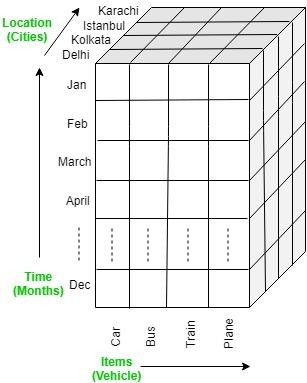 Karachi
Location
(Cities)
Istanbul
Kolkata
Delhi
Jan
Feb
March
April
Time
(Months)
Dec
Car
Bus
Train
Plane
Items
(Vehicle)